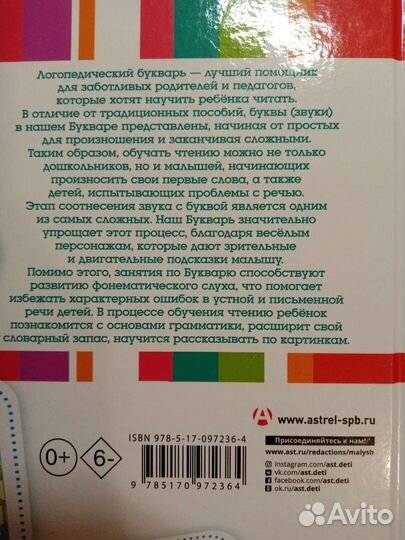 Логопедический букварь — лучший помощник
для заботливых родителей и педагогов,
которые хотят научить ребёнка читать.
В отличие от традиционных пособий, буквы (звуки)
в нашем Букваре представлены, начиная от простых
для произношения и заканчивая сложными.
Таким образом, обучать чтению можно не только
дошкольников, но и малышей, начинающих
произносить свои первые слова, а также
детей, испытывающих проблемы с речью.
Этап соотнесения звука с буквой является одним
из самых сложных. Наш Букварь значительно
упрощает этот процесс, благодаря весёлым
персонажам, которые дают зрительные
и двигательные подсказки малышу.
Помимо этого, занятия по Букварю способствуют
развитию фонематического слуха, что помогает
избежать характерных ошибок в устной и письменной
речи детей. В процессе обучения чтению ребёнок
познакомится с основами грамматики, расширит свой
словарный запас, научится рассказывать по картинкам.
www.astrel-spb.ru
ISBN 978-5-17-097236-4
Присоединяйтесь к нам!
www.ast.ru/redactions/malysh
instagram.com/ast.deti
vk.com/ast.deti
facebook.com/ast.deti
ok.ru/ast.deti
0+
6-
9 785170 972364
Avito